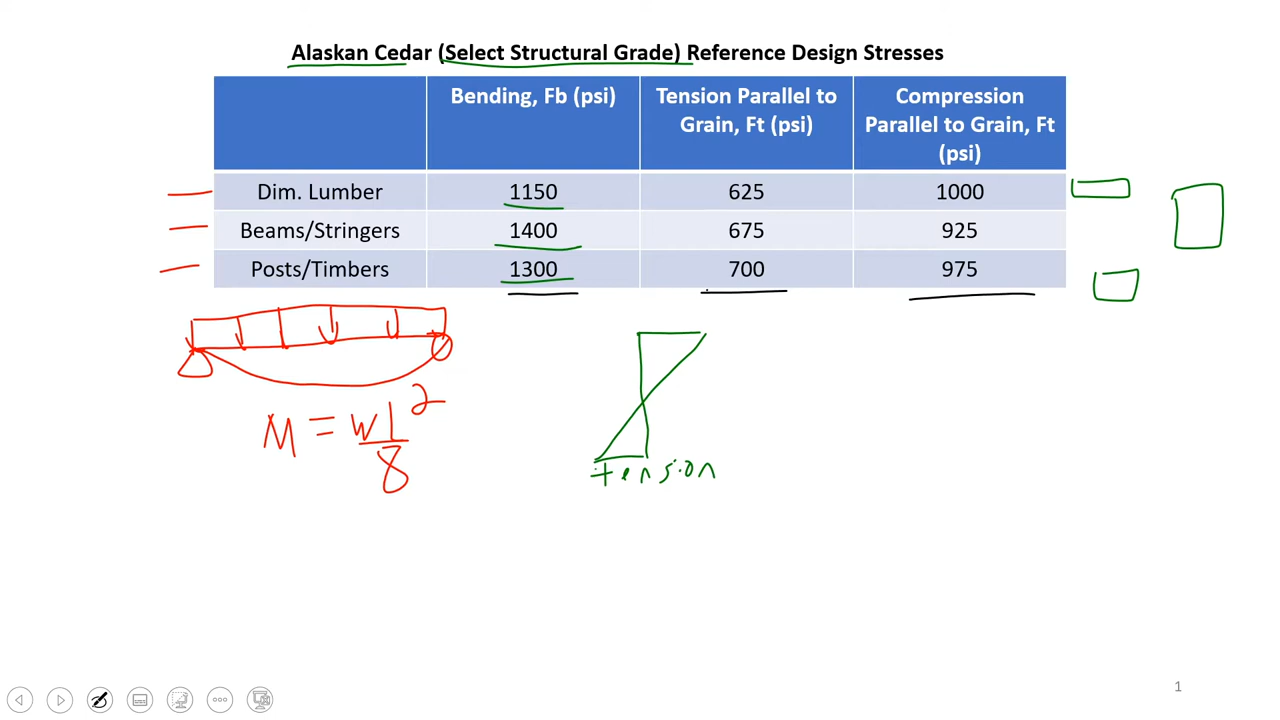 Alaskan Cedar (Select Structural Grade) Reference Design Stresses
Bending, Fb (psi)
Tension Parallel to
Grain, Ft (psi)
Compression
Parallel to Grain, Ft
(psi)
Dim. Lumber 1150 625 1000
Beams/Stringers 1400 675 925
Posts/Timbers 1300 700 975
M = wl²/8
tension
1